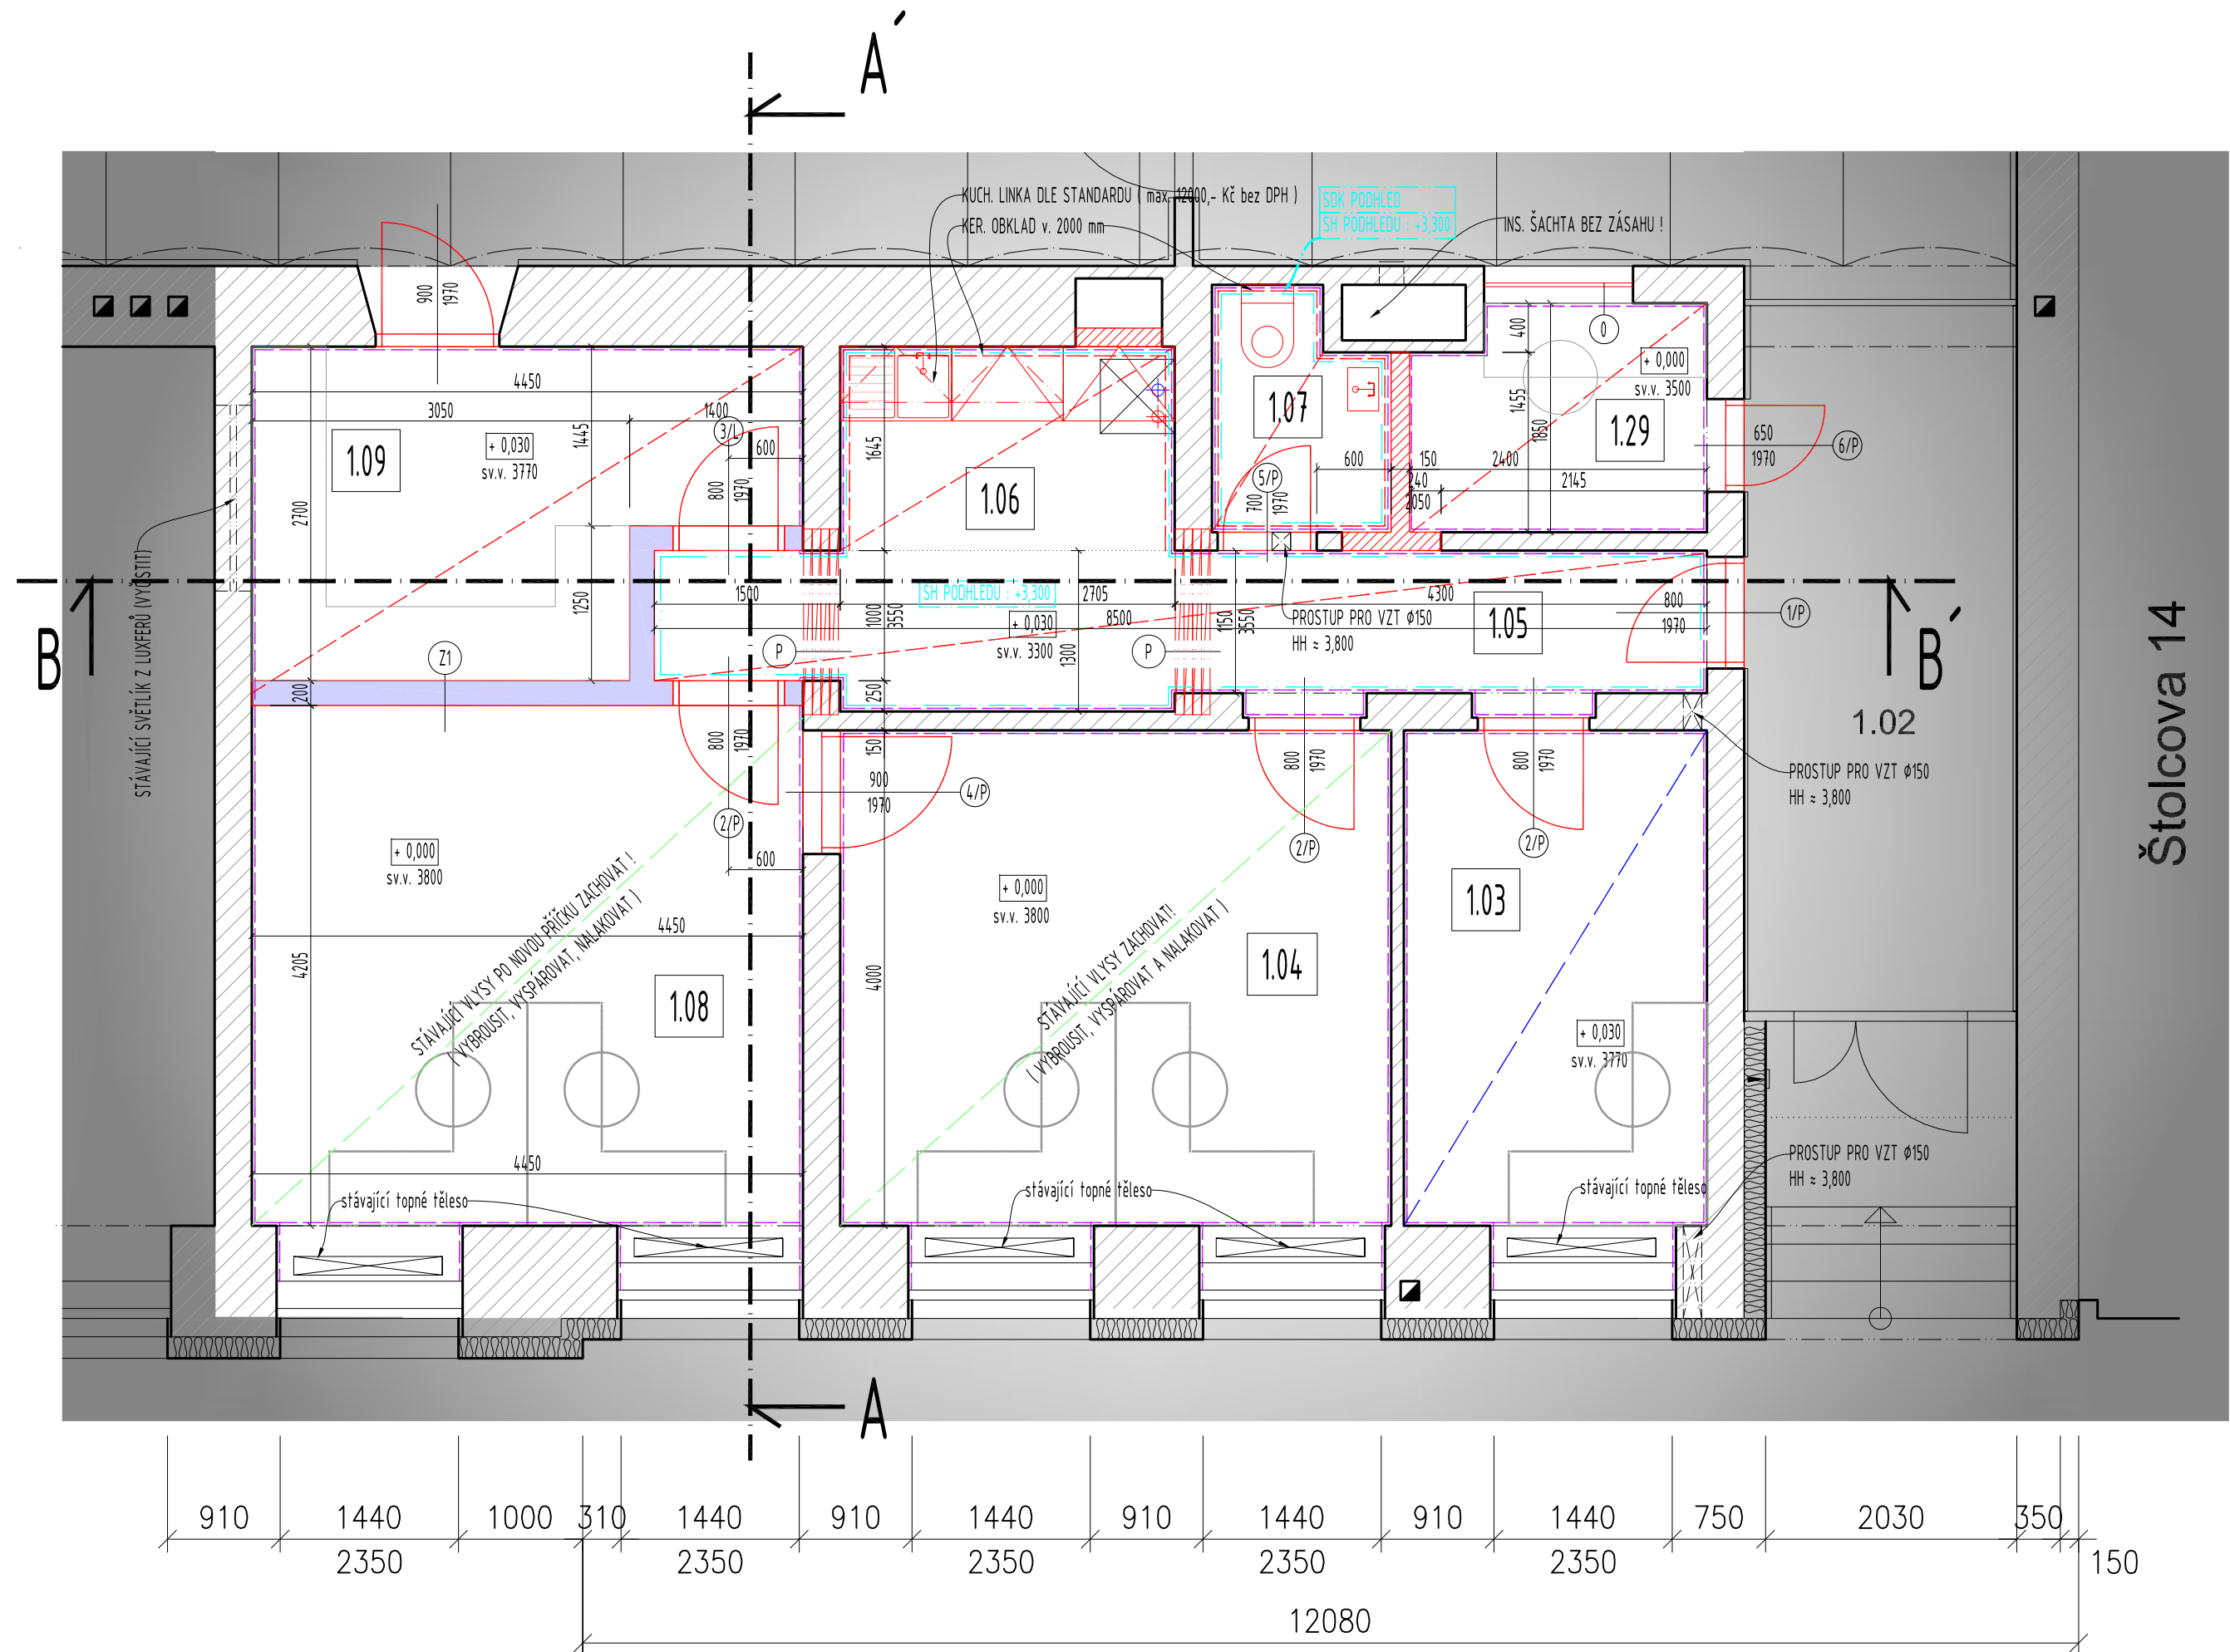 A´
KUCH. LINKA DLE STANDARDU ( max. 12000,- Kč bez DPH )
KER. OBKLAD v. 2000 mm
SDK PODHLED
SH PODHLEDU : +3,300
INS. ŠACHTA BEZ ZÁSAHU !
900
1970
4450
3050
1400
3/L
600
1.09
+ 0,030
sv.v. 3770
1445
2700
800
1970
1250
200
Z1
STÁVAJÍCÍ SVĚTLÍK Z LUXFERŮ (VYČISTIT)
1645
1.06
1.07
600
150
5/P
700
1970
0
400
1455
1850
+ 0,000
sv.v. 3500
1.29
2400
2145
240
2050
650
1970
6/P
1500
SH PODHLEDU : +3,300
2705
4300
8500
+ 0,030
sv.v. 3300
1000
3550
1300
250
150
P
P
1150
3550
PROSTUP PRO VZT ø150
HH ≈ 3,800
1.05
800
1970
1/P
B
B´
1.02
Štolcova 14
PROSTUP PRO VZT ø150
HH ≈ 3,800
800
1970
2/P
600
900
1970
4/P
800
1970
2/P
800
1970
2/P
+ 0,000
sv.v. 3800
STÁVAJÍCÍ VLYSY PO NOVOU PŘÍČKU ZACHOVAT !
( VYBROUSIT, VYSPÁROVAT, NALAKOVAT )
4450
4205
1.08
4450
stávající topné těleso
+ 0,000
sv.v. 3800
STÁVAJÍCÍ VLYSY ZACHOVAT!
( VYBROUSIT, VYSPÁROVAT A NALAKOVAT )
4000
1.04
stávající topné těleso
1.03
+ 0,030
sv.v. 3770
stávající topné těleso
PROSTUP PRO VZT ø150
HH ≈ 3,800
A
910 1440 1000 310 1440 910 1440 910 1440 910 1440 750 2030 350
2350 2350 2350 2350 2350 150
12080